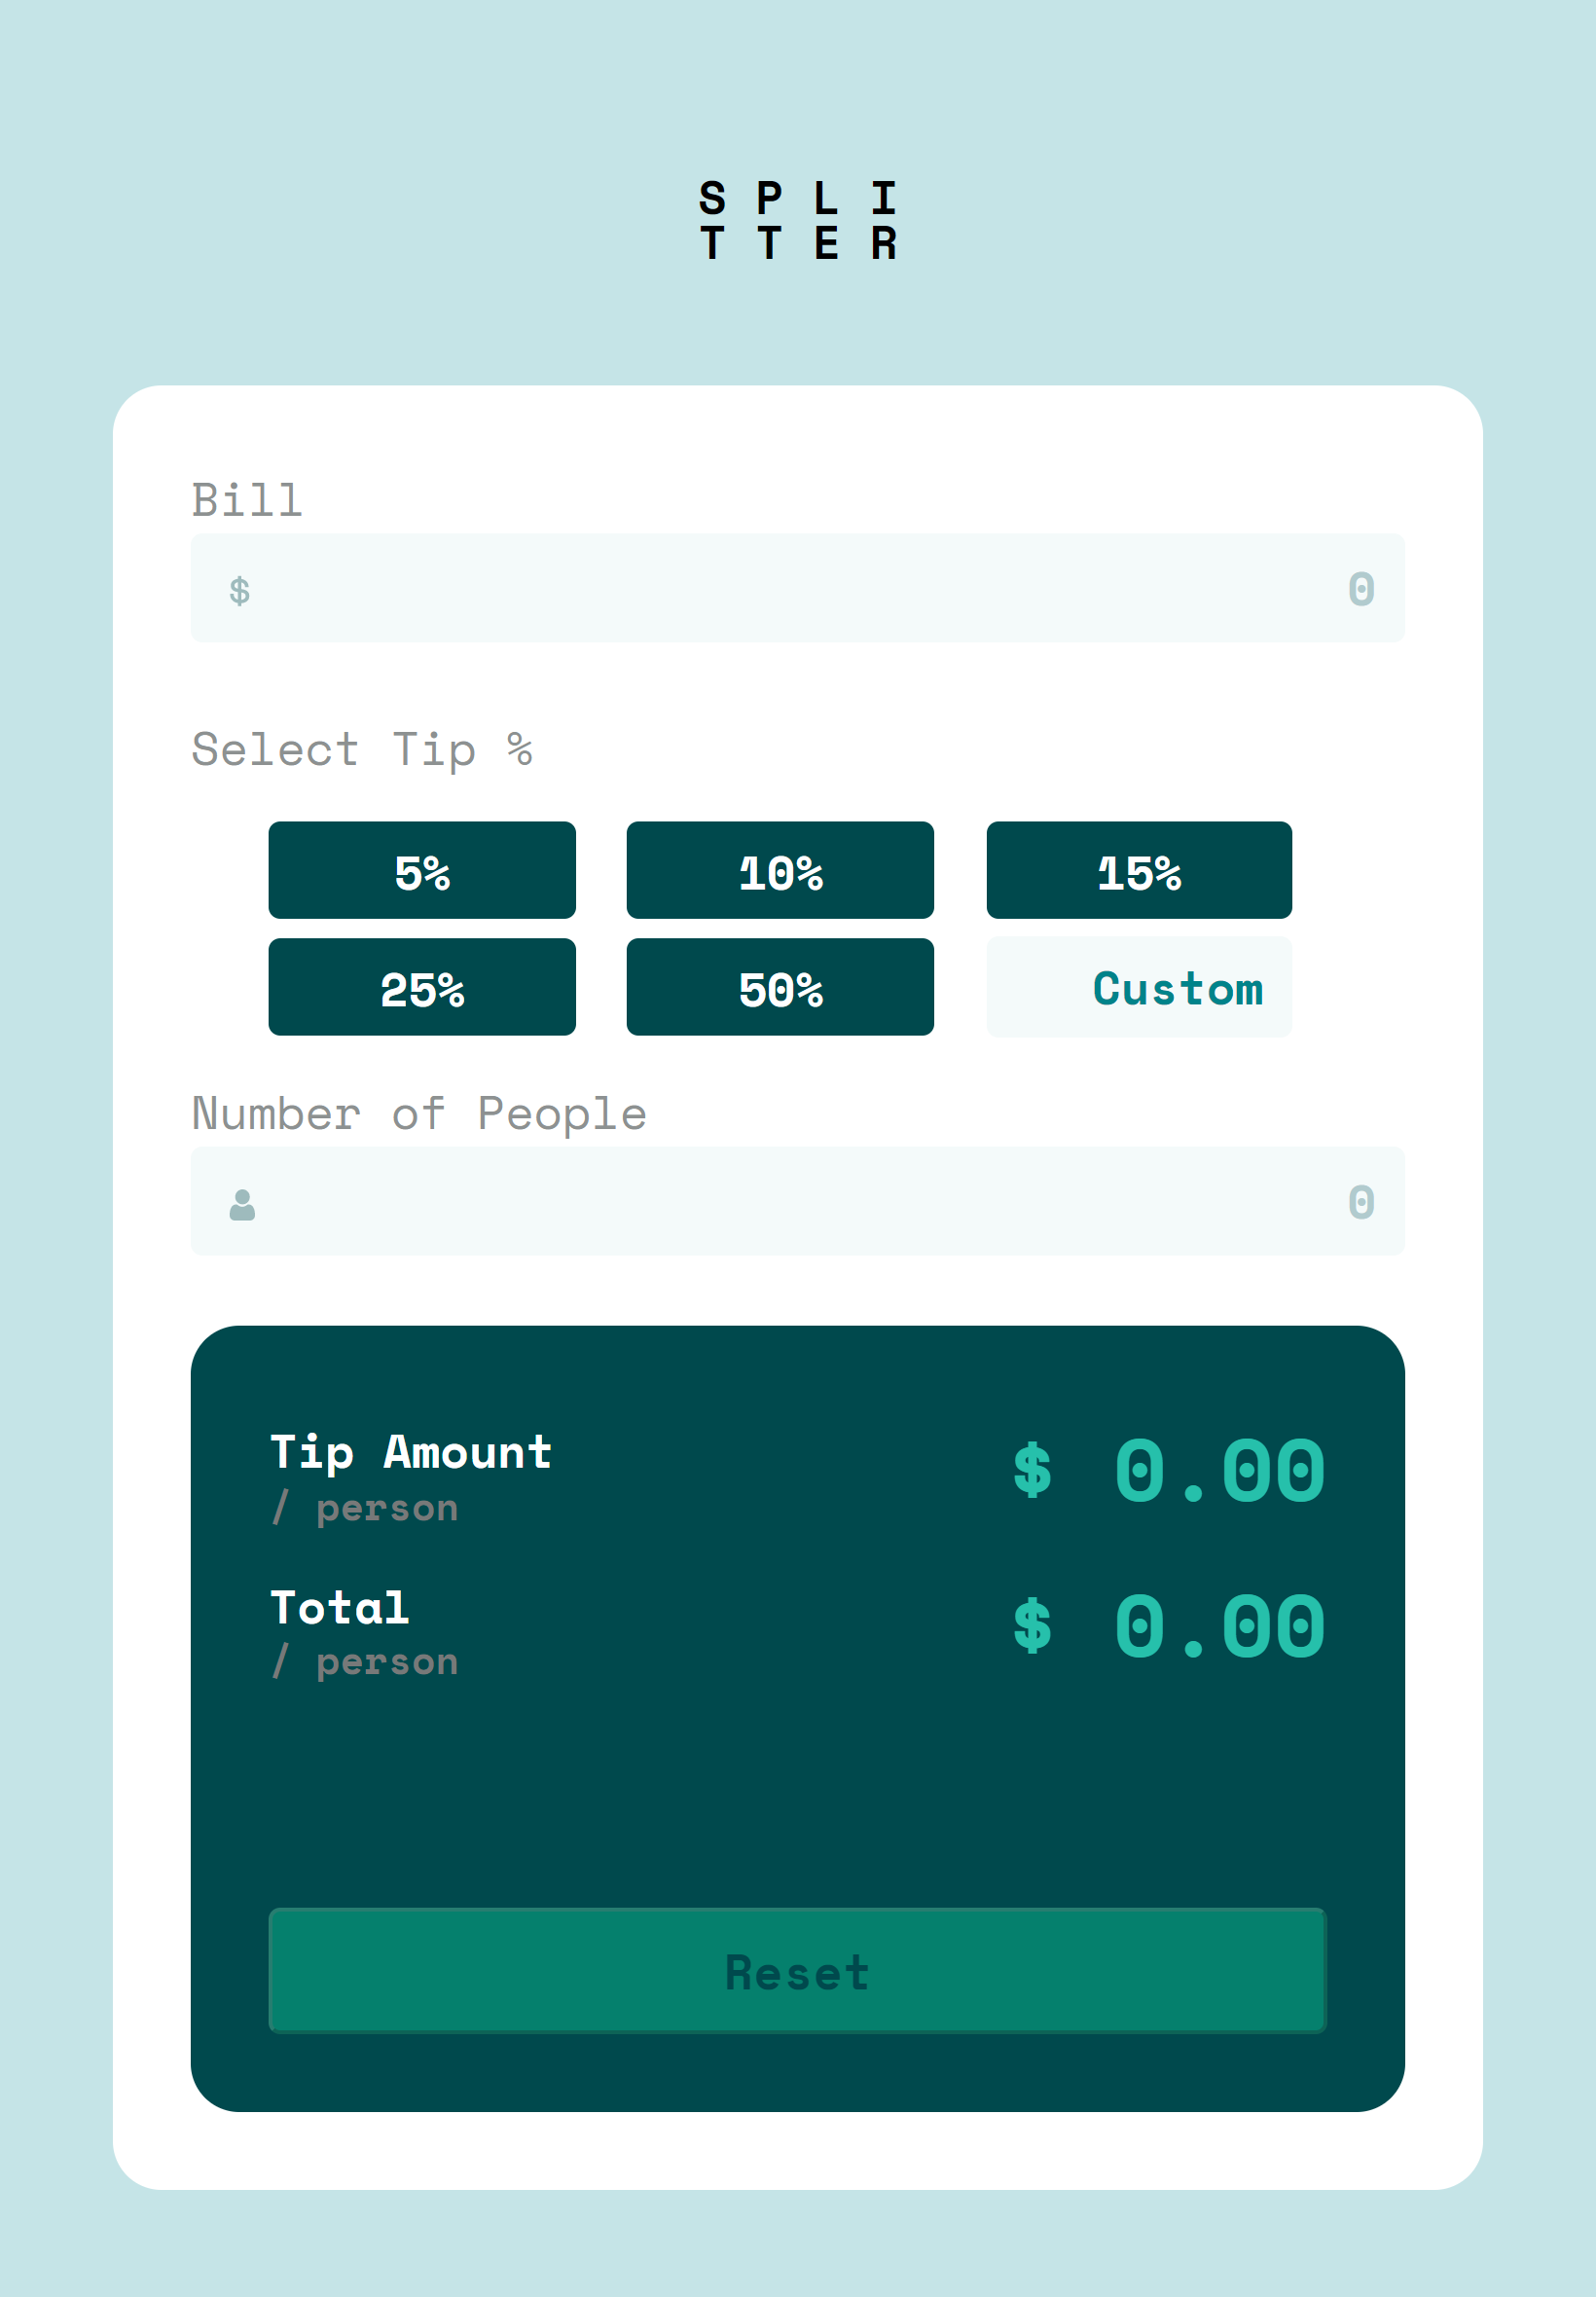 S P L I
T T E R
Bill
$ 0
Select Tip %
5% 10% 15%
25% 50% Custom
Number of People
0
Tip Amount
/ person
$ 0.00
Total
/ person
$ 0.00
Reset